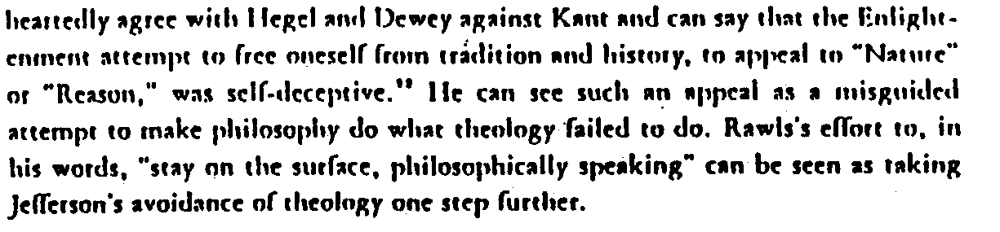 heartedly agree with Hegel and Dewey against Kant and can say that the Enlight-
enment attempt to free oneself from tradition and history, to appeal to "Nature"
or "Reason," was self-deceptive." He can see such an appeal as a misguided
attempt to make philosophy do what theology failed to do. Rawls's effort to, in
his words, "stay on the surface, philosophically speaking" can be seen as taking
Jefferson's avoidance of theology one step further.